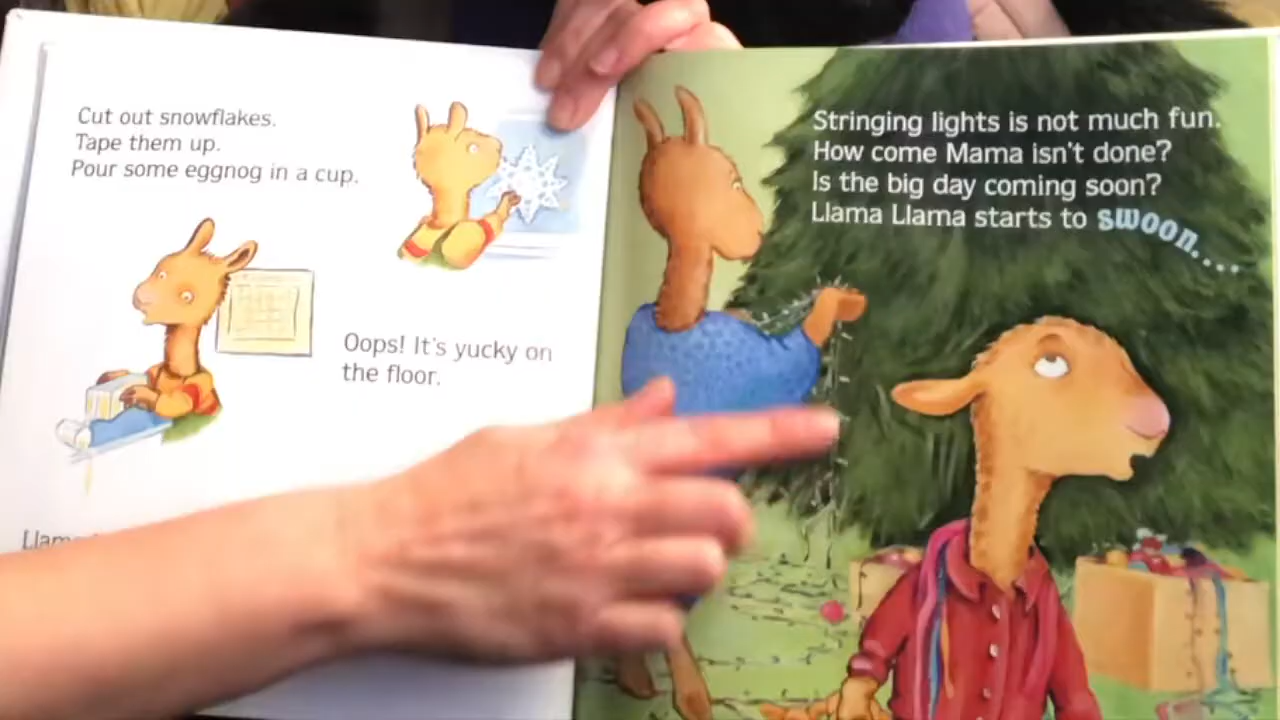 Cut out snowflakes.
Tape them up.
Pour some eggnog in a cup.
Oops! It's yucky on
the floor.
Stringing lights is not much fun.
How come Mama isn't done?
Is the big day coming soon?
Llama Llama starts to swoon....